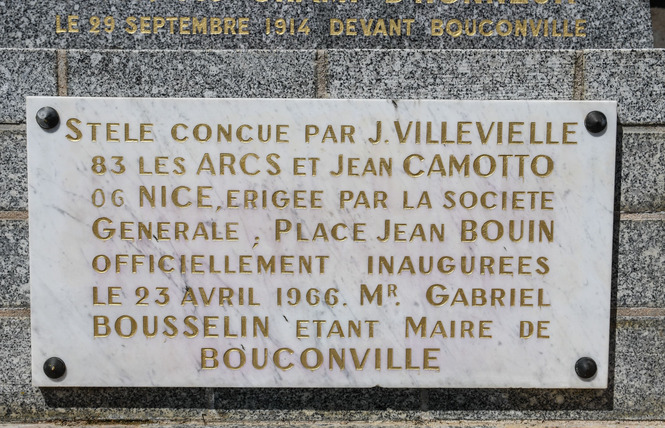 LE 29 SEPTEMBRE 1914 DEVANT BOUCONVILLE
STELE CONCUE PAR J. VILLEVIELLE
83 LES ARCS ET JEAN CAMOTTO
06 NICE, ERIGEE PAR LA SOCIETE
GENERALE, PLACE JEAN BOUIN
OFFICIELLEMENT INAUGUREES
LE 23 AVRIL 1966. MR. GABRIEL
BOUSSELIN ETANT MAIRE DE
BOUCONVILLE